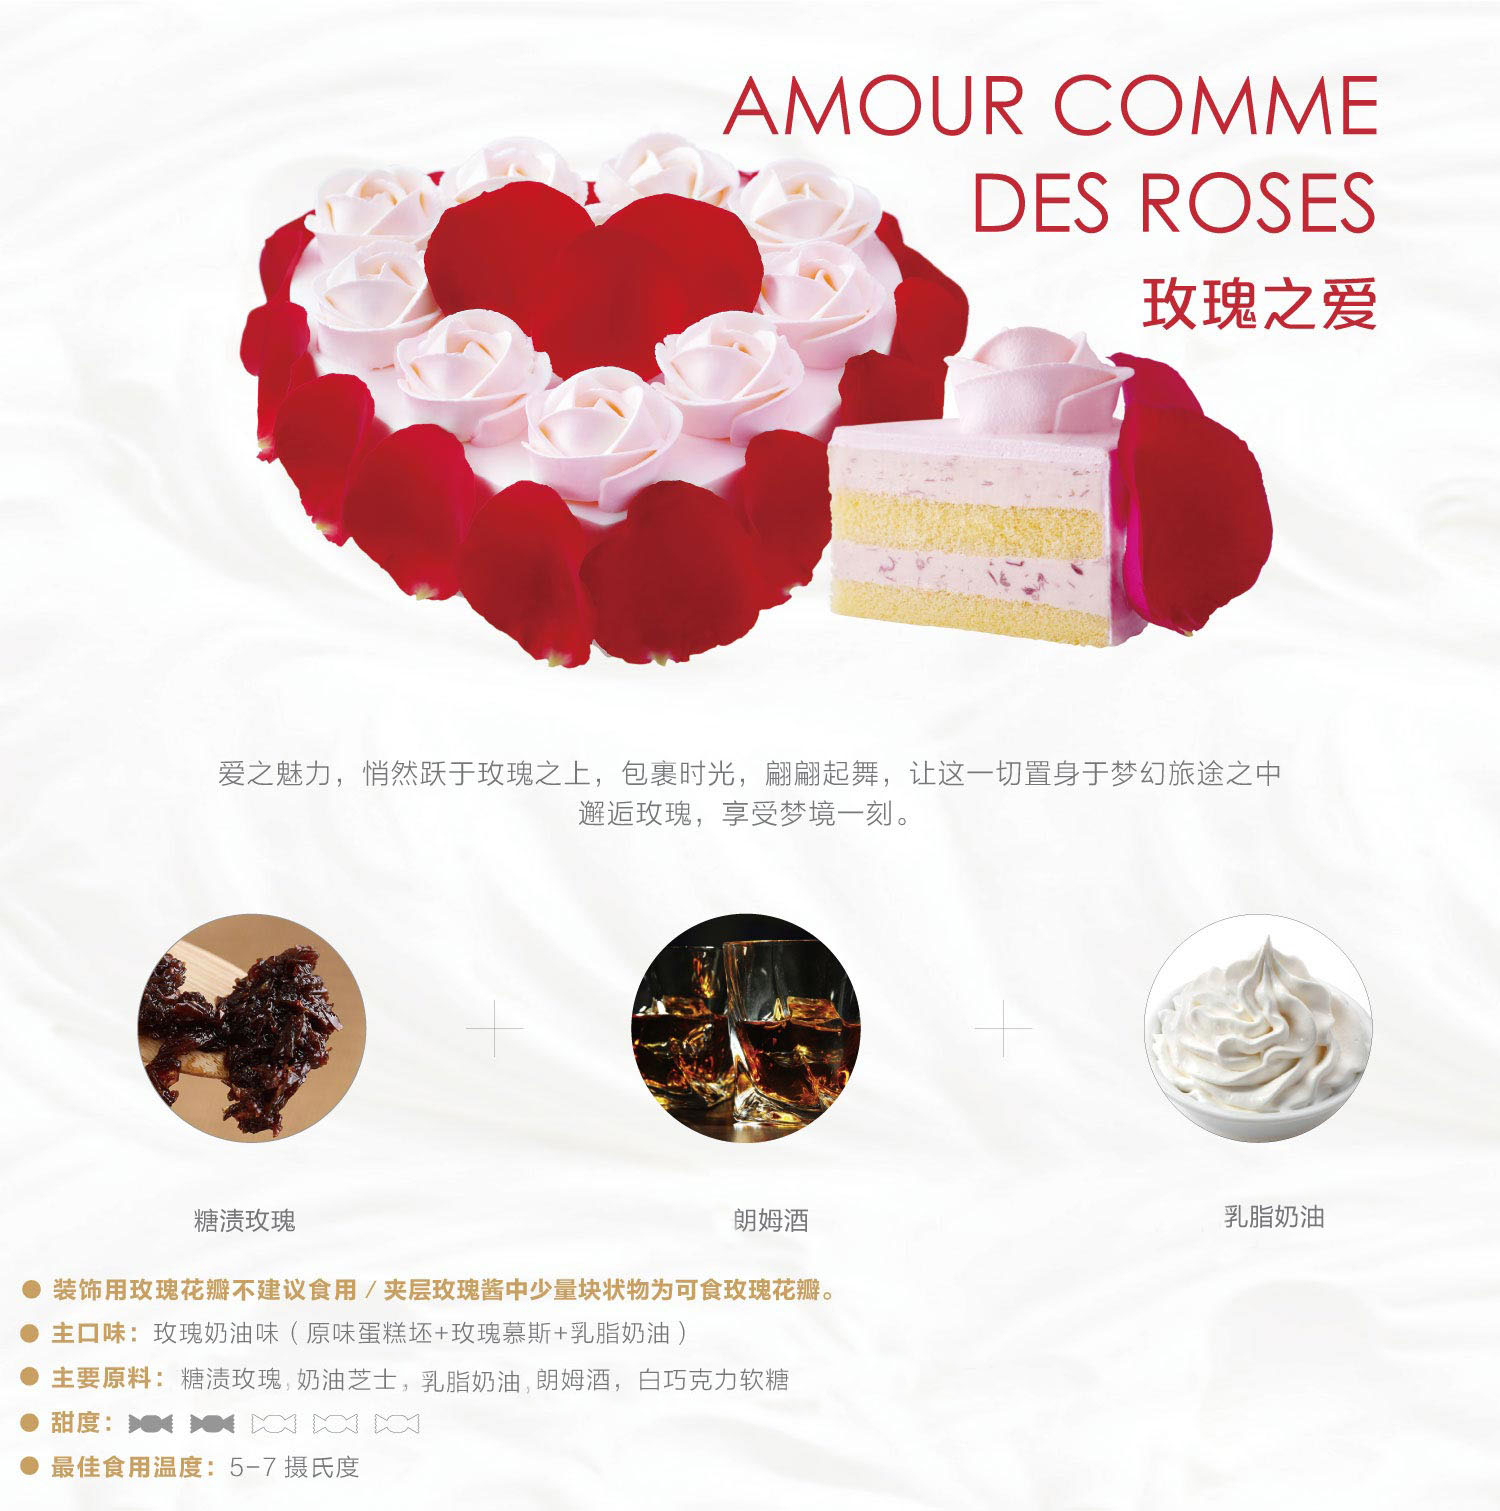 AMOUR COMME
DES ROSES
玫瑰之爱
爱之魅力，悄然跃于玫瑰之上，包裹时光，翩翩起舞，让这一切置身于梦幻旅途之中
邂逅玫瑰，享受梦境一刻。
糖渍玫瑰
朗姆酒
乳脂奶油
装饰用玫瑰花瓣不建议食用 / 夹层玫瑰酱中少量块状物为可食玫瑰花瓣。
主口味：玫瑰奶油味（原味蛋糕坯+玫瑰慕斯+乳脂奶油）
主要原料：糖渍玫瑰,奶油芝士，乳脂奶油,朗姆酒，白巧克力软糖
甜度：
最佳食用温度：5-7 摄氏度